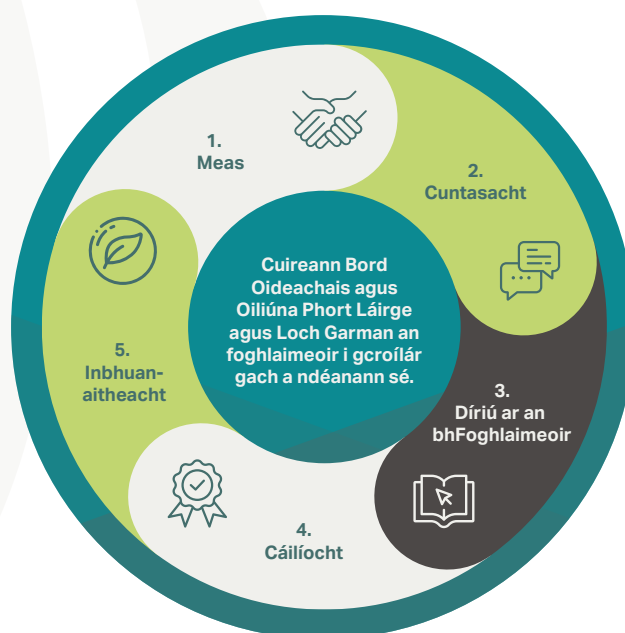 1.
Meas
2.
Cuntasacht
Cuireann Bord
Oideachais agus
Oiliúna Phort Láirge
agus Loch Garman an
foghlaimeoir i gcroílár
gach a ndéanann sé.
3.
Díriú ar an
bhFoghlaimeoir
4.
Cáilíocht
5.
Inbhuan-
aitheacht